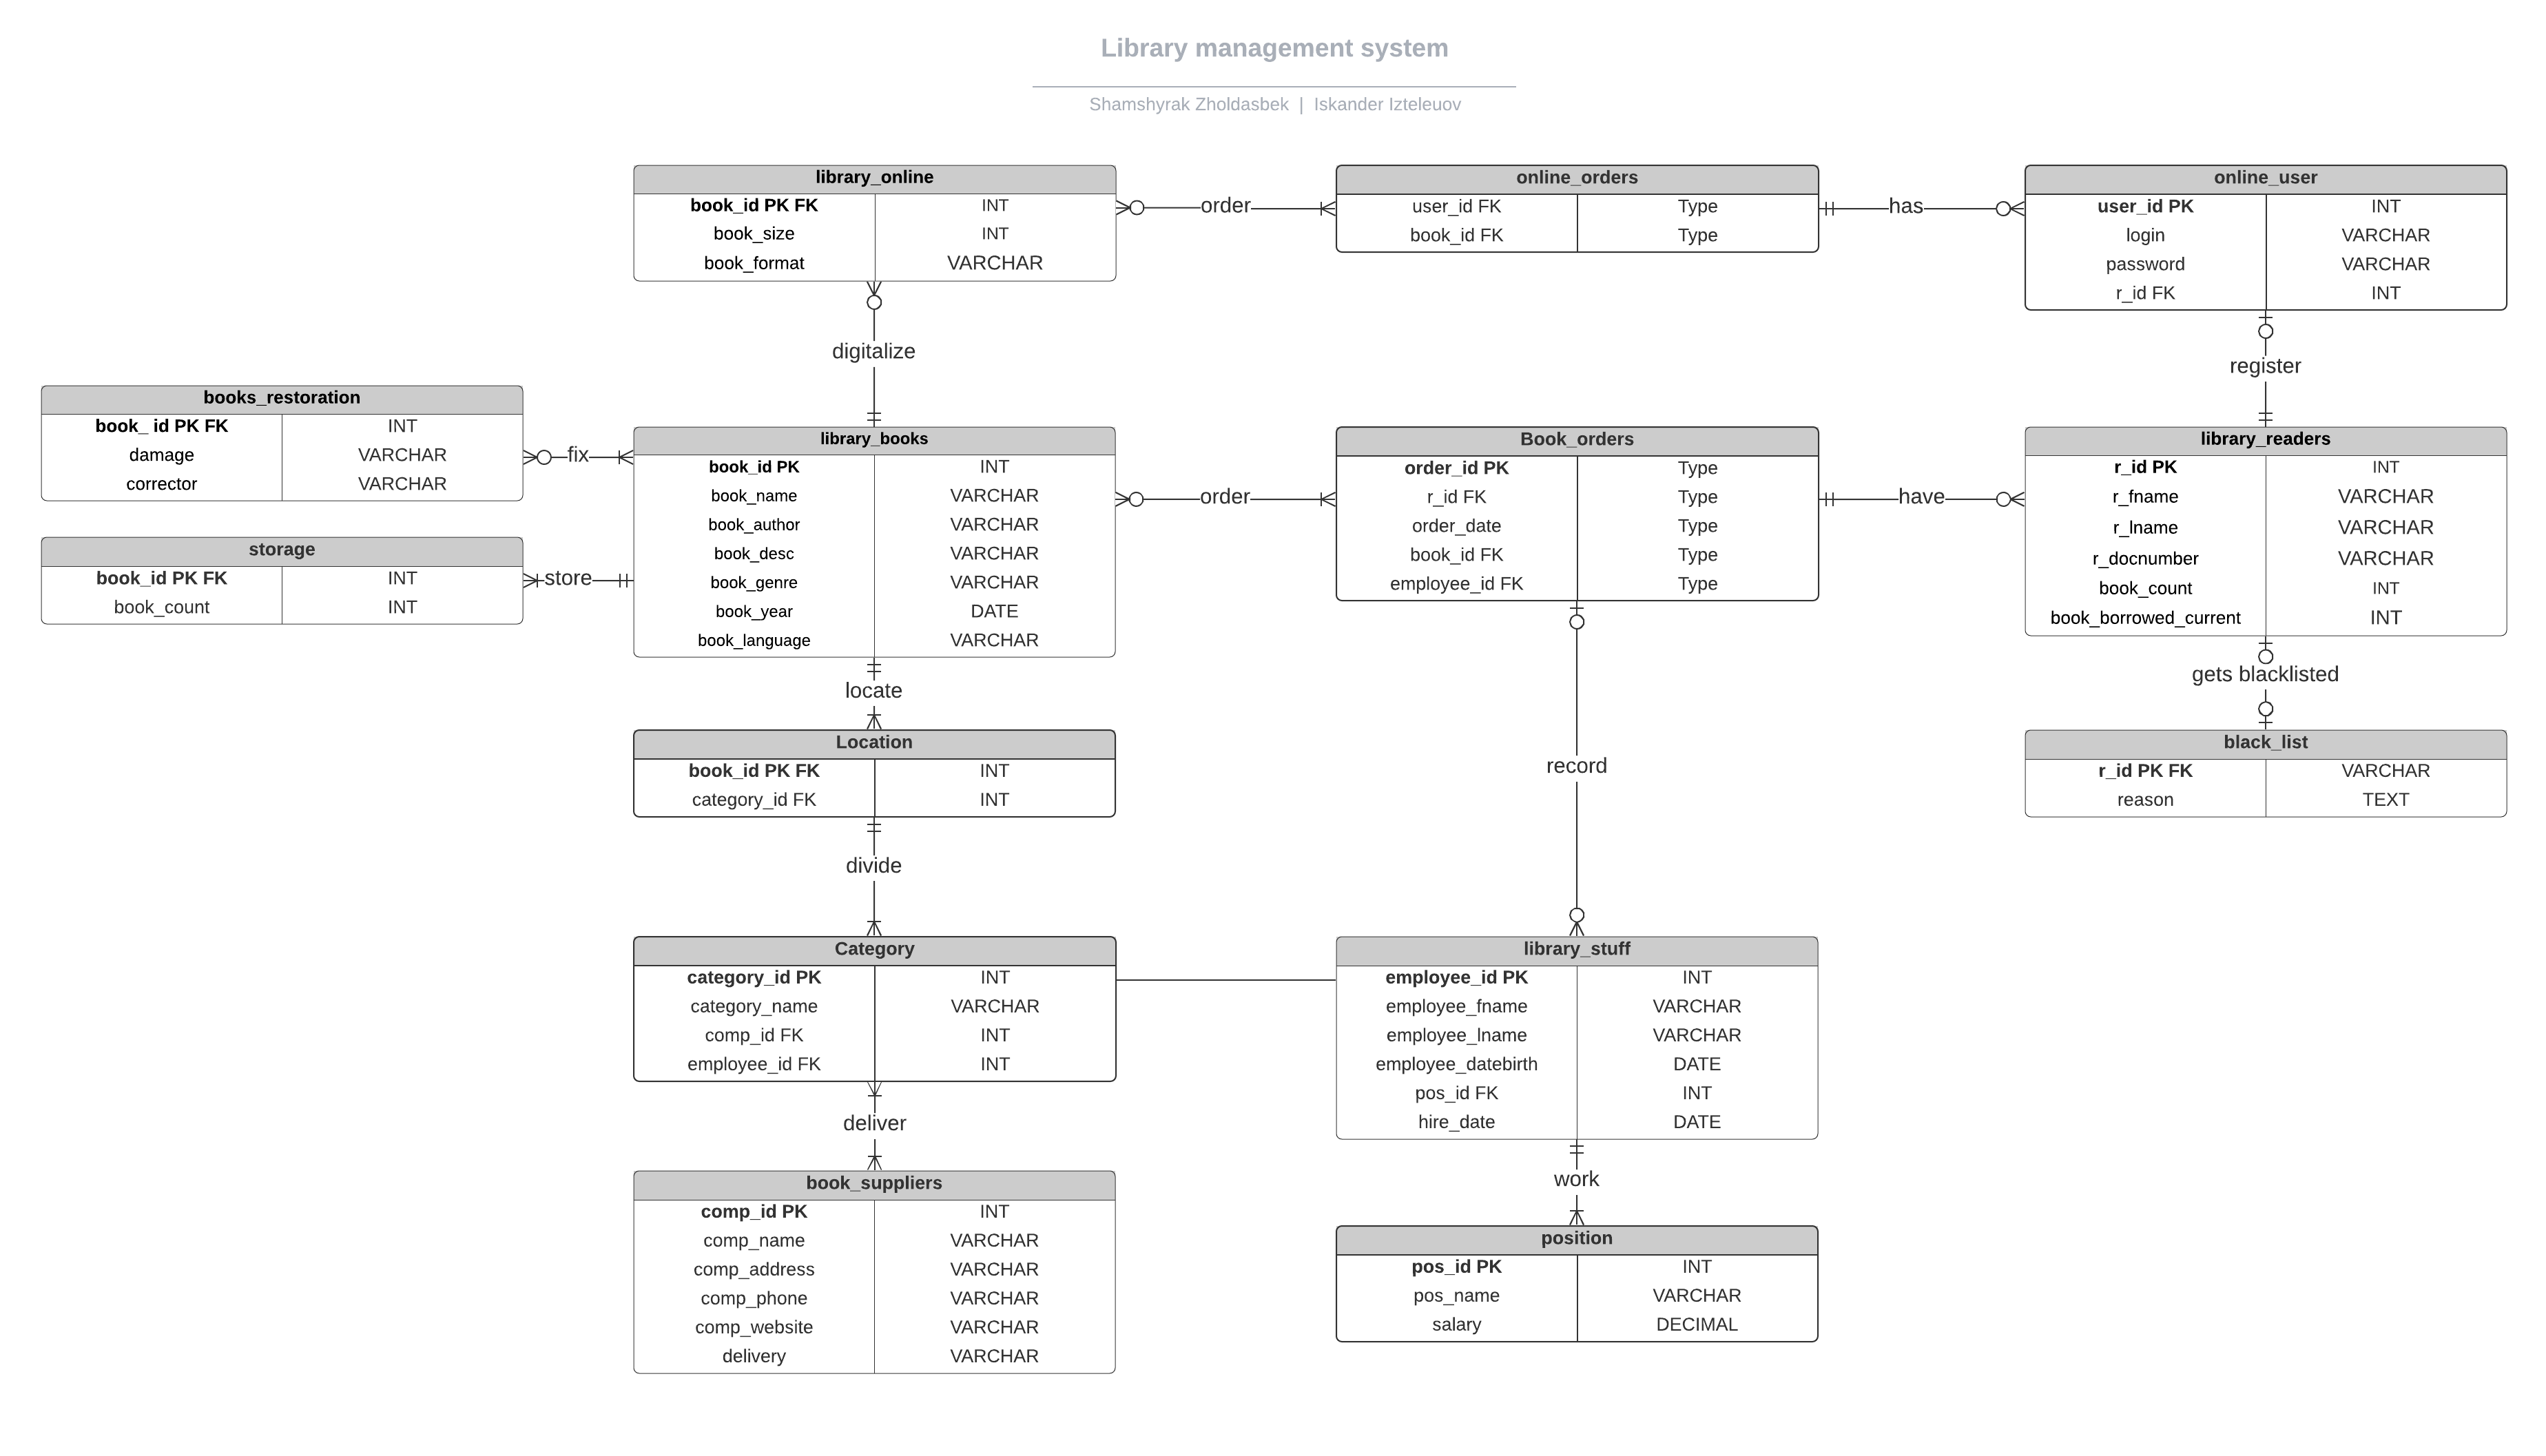 Library management system
Shamshyrak Zholdasbek | Iskander Izteleuov
library_online
book_id PK FK INT
book_size INT
book_format VARCHAR
order
online_orders
user_id FK Type
book_id FK Type
has
online_user
user_id PK INT
login VARCHAR
password VARCHAR
r_id FK INT
digitalize
register
books_restoration
book_ id PK FK INT
damage VARCHAR
corrector VARCHAR
fix
storage
book_id PK FK INT
book_count INT
store
library_books
book_id PK INT
book_name VARCHAR
book_author VARCHAR
book_desc VARCHAR
book_genre VARCHAR
book_year DATE
book_language VARCHAR
order
Book_orders
order_id PK Type
r_id FK Type
order_date Type
book_id FK Type
employee_id FK Type
have
library_readers
r_id PK INT
r_fname VARCHAR
r_lname VARCHAR
r_docnumber VARCHAR
book_count INT
book_borrowed_current INT
locate
gets blacklisted
Location
book_id PK FK INT
category_id FK INT
record
black_list
r_id PK FK VARCHAR
reason TEXT
divide
Category
category_id PK INT
category_name VARCHAR
comp_id FK INT
employee_id FK INT
library_stuff
employee_id PK INT
employee_fname VARCHAR
employee_lname VARCHAR
employee_datebirth DATE
pos_id FK INT
hire_date DATE
deliver
work
book_suppliers
comp_id PK INT
comp_name VARCHAR
comp_address VARCHAR
comp_phone VARCHAR
comp_website VARCHAR
delivery VARCHAR
position
pos_id PK INT
pos_name VARCHAR
salary DECIMAL